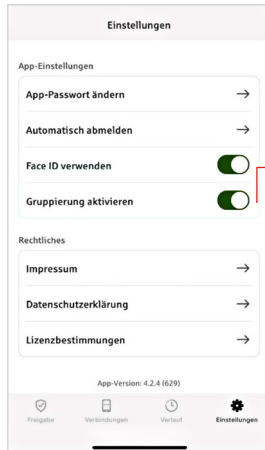 Einstellungen
App-Einstellungen
App-Passwort ändern
Automatisch abmelden
Face ID verwenden
Gruppierung aktivieren
Rechtliches
Impressum
Datenschutzerklärung
Lizenzbestimmungen
App-Version: 4.2.4 (629)
Freigabe Verbindungen Verlauf Einstellungen